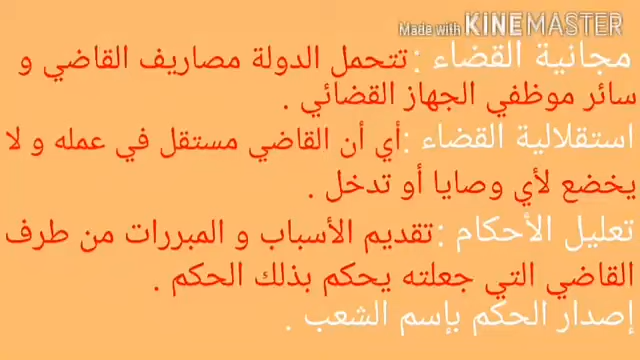 Made with KINEMASTER
مجانية القضاء : تتحمل الدولة مصاريف القاضي و
سائر موظفي الجهاز القضائي .
استقلالية القضاء :أي أن القاضي مستقل في عمله و لا
يخضع لأي وصايا أو تدخل .
تعليل الأحكام :تقديم الأسباب و المبررات من طرف
القاضي التي جعلته يحكم بذلك الحكم .
إصدار الحكم بإسم الشعب .